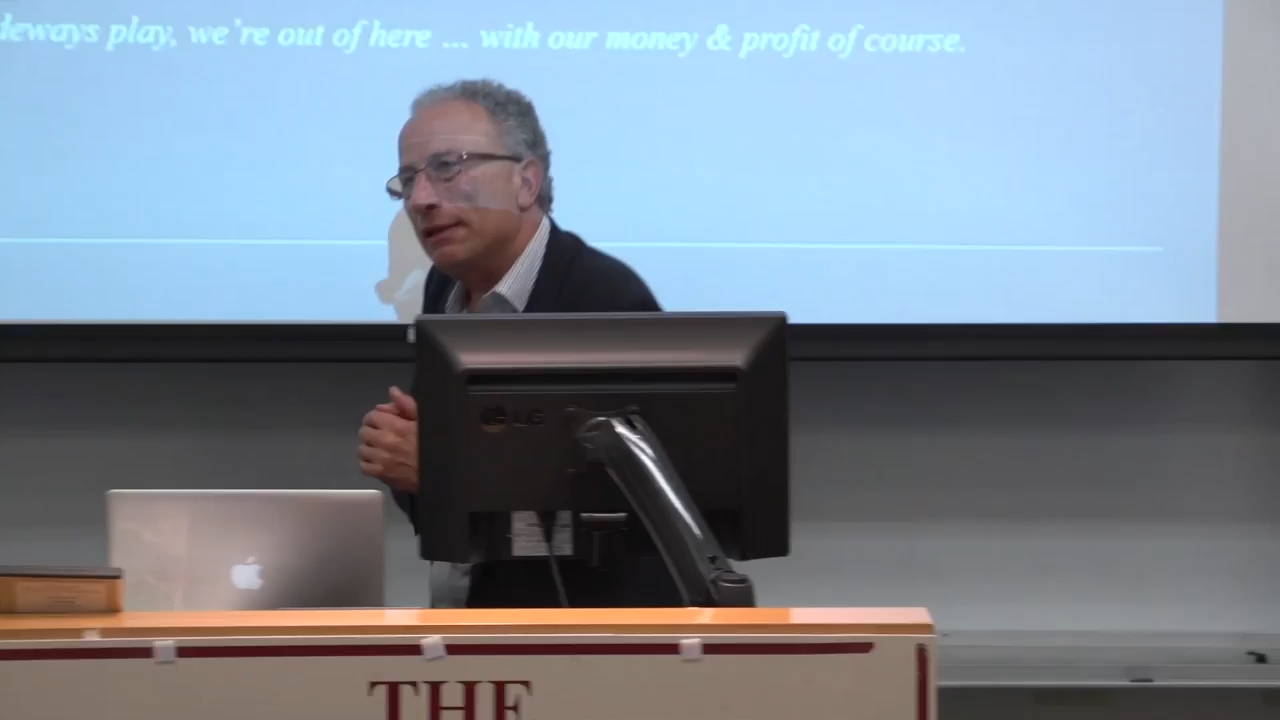 deways play, we're out of here ... with our money & profit of course.
LG
THE